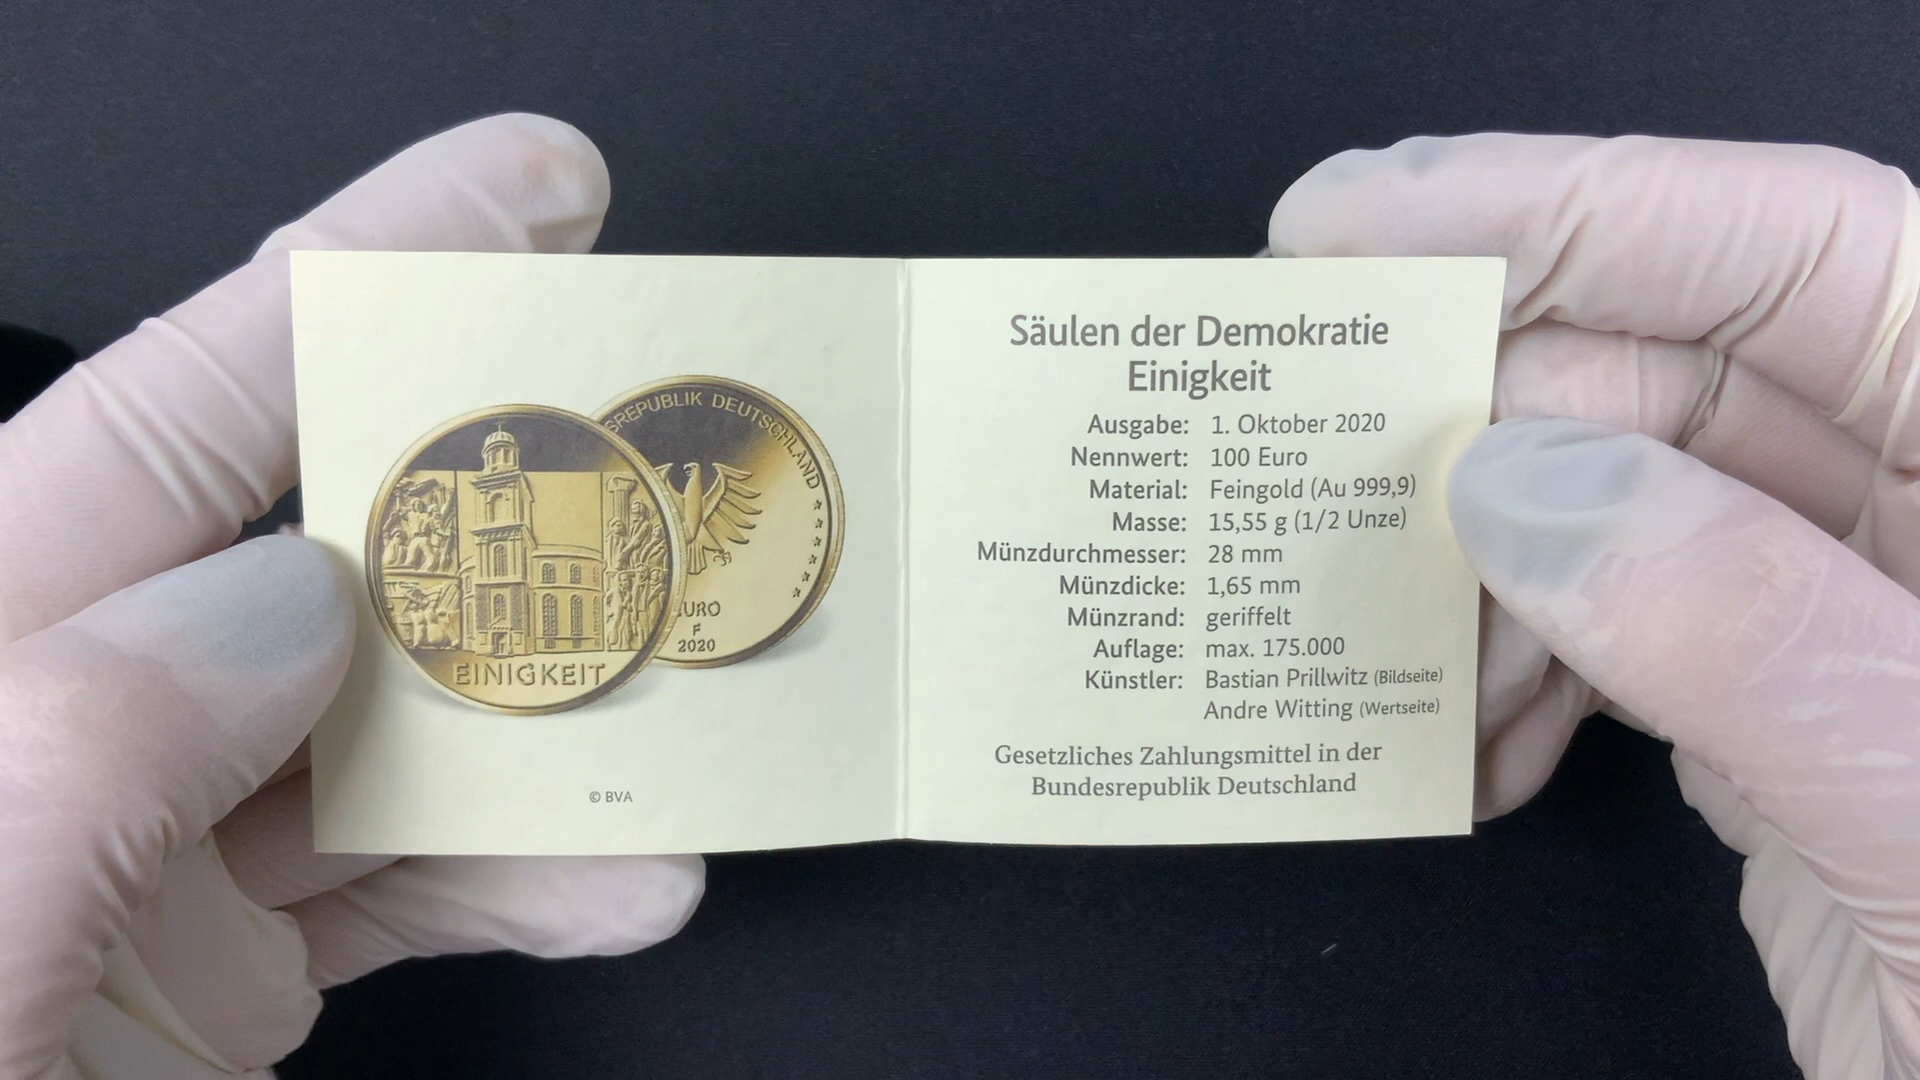 SREPUBLIK DEUTSCHLAND
EURO
F
2020
EINIGKEIT
© BVA
Säulen der Demokratie
Einigkeit
Ausgabe: 1. Oktober 2020
Nennwert: 100 Euro
Material: Feingold (Au 999,9)
Masse: 15,55 g (1/2 Unze)
Münzdurchmesser: 28 mm
Münzdicke: 1,65 mm
Münzrand: geriffelt
Auflage: max. 175.000
Künstler: Bastian Prillwitz (Bildseite)
Andre Witting (Wertseite)
Gesetzliches Zahlungsmittel in der
Bundesrepublik Deutschland